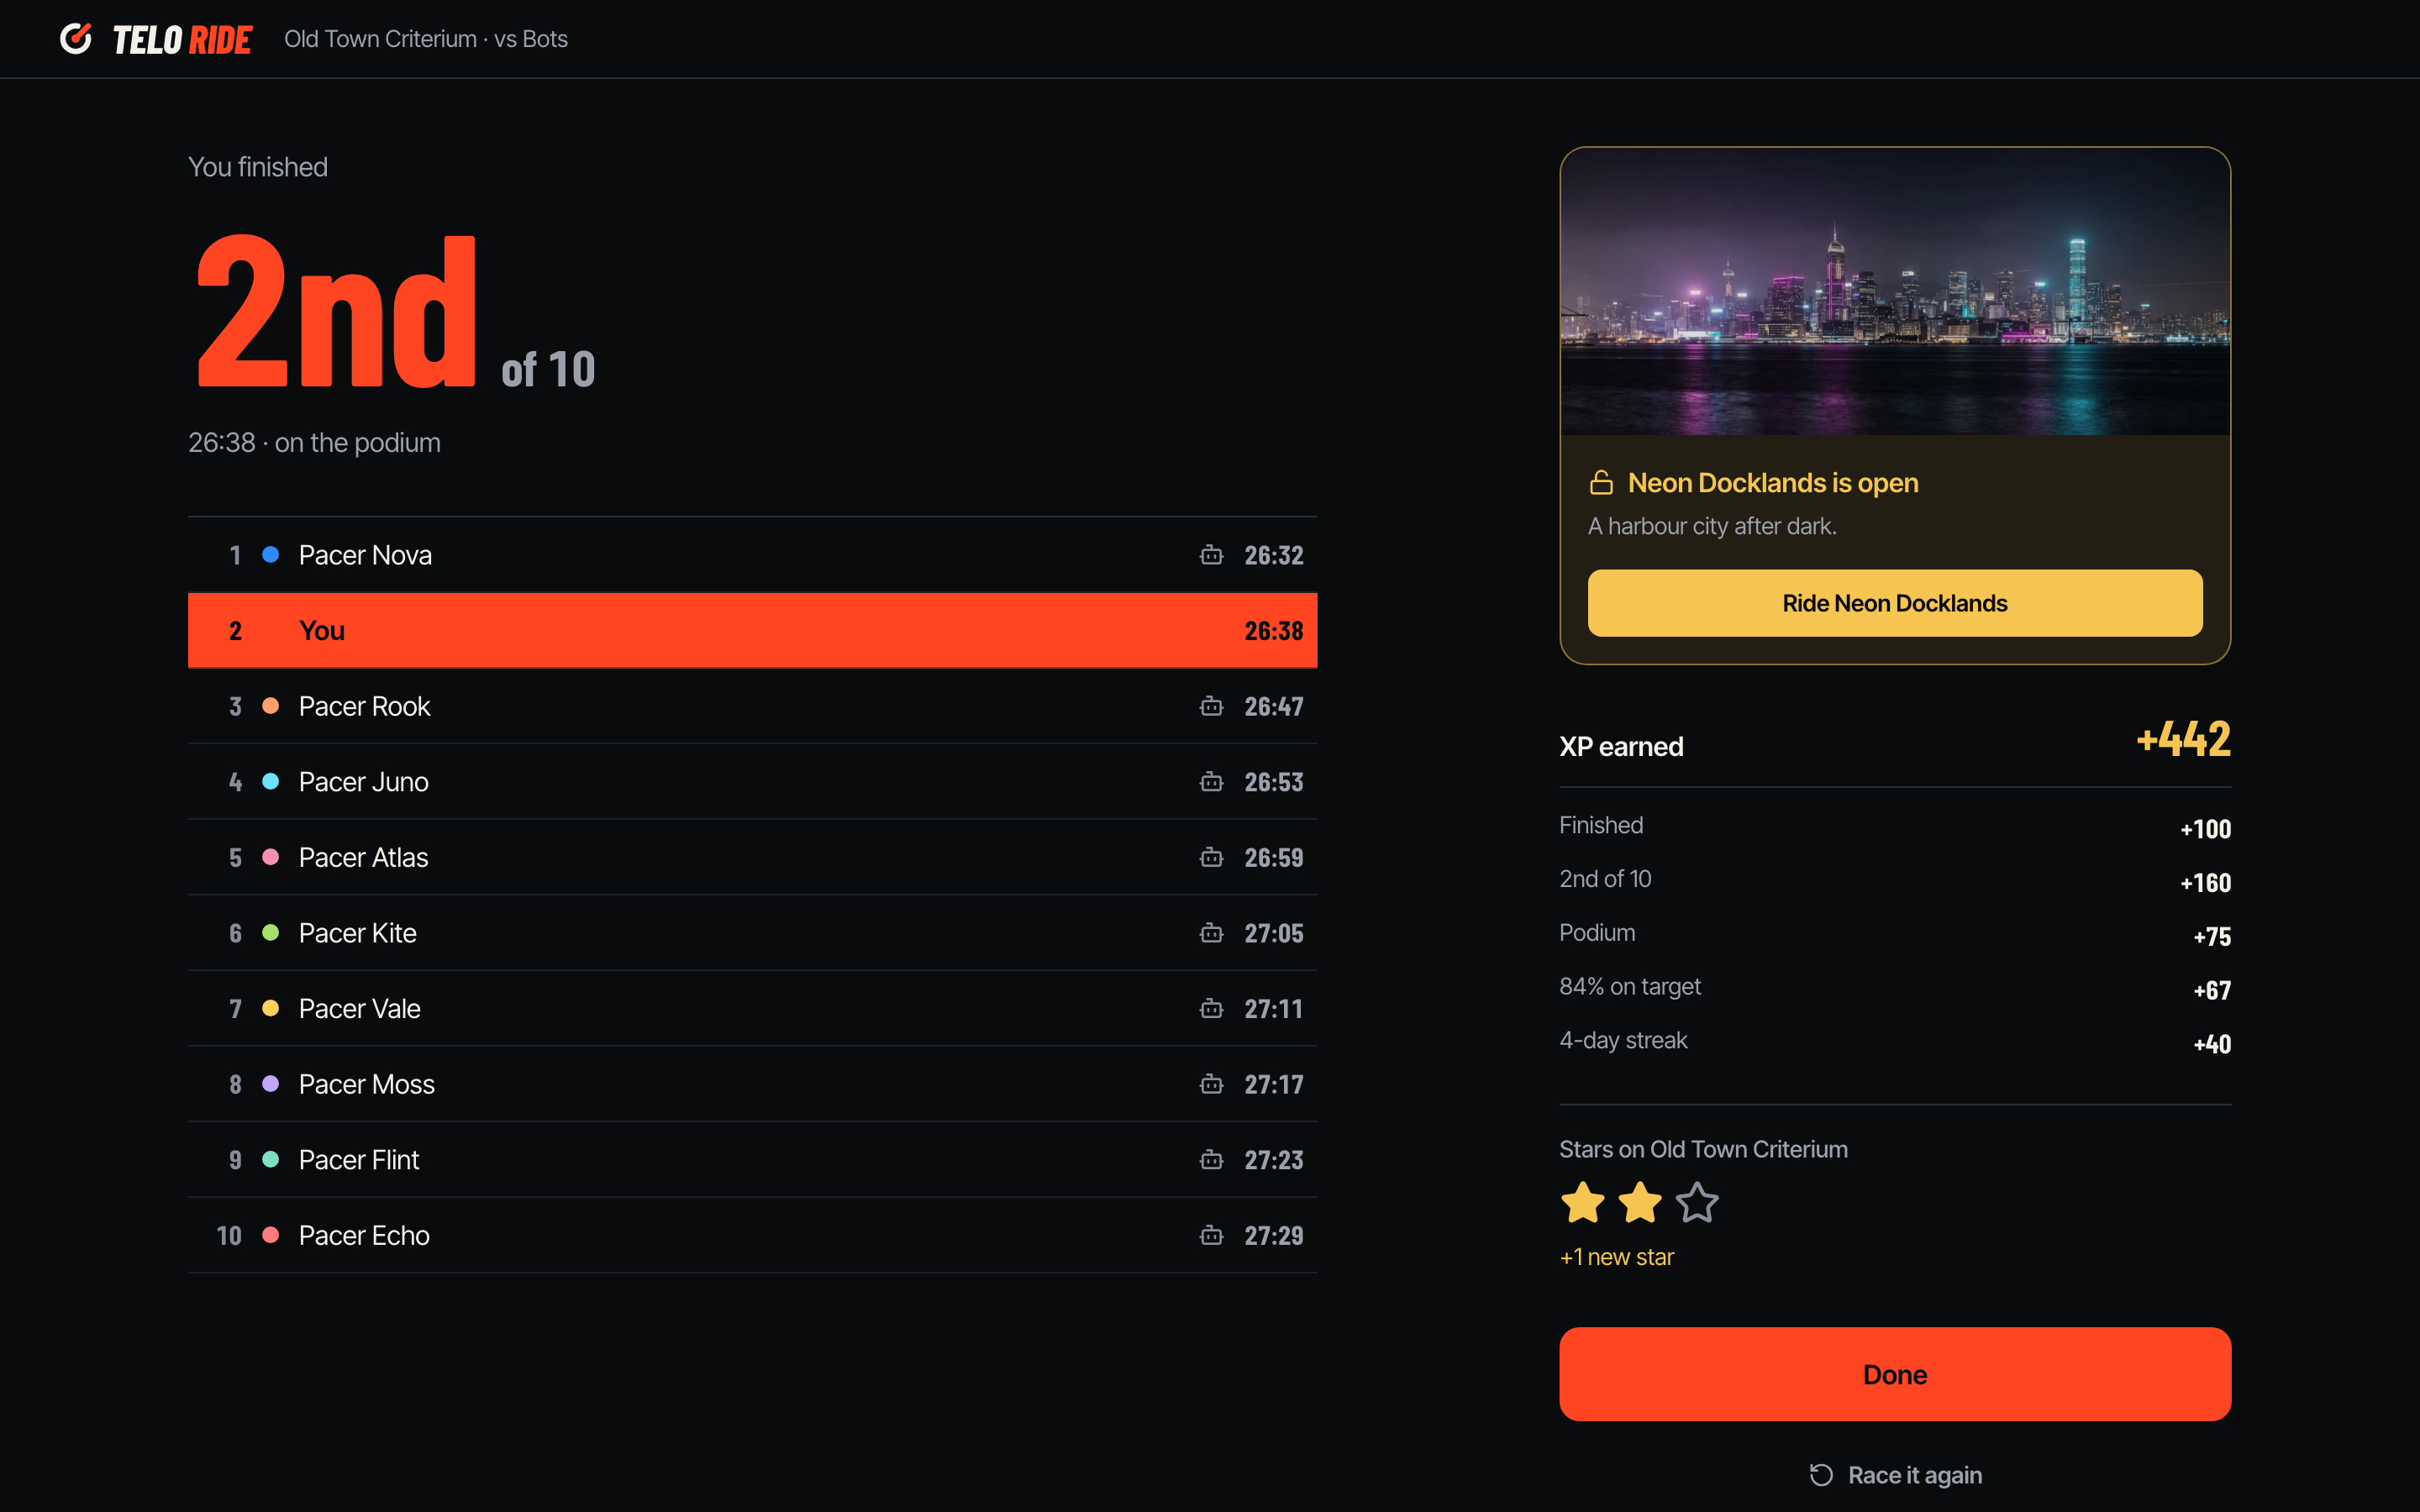 TELO RIDE
Old Town Criterium · vs Bots
You finished
2nd of 10
26:38 · on the podium
1 Pacer Nova 26:32
2 You 26:38
3 Pacer Rook 26:47
4 Pacer Juno 26:53
5 Pacer Atlas 26:59
6 Pacer Kite 27:05
7 Pacer Vale 27:11
8 Pacer Moss 27:17
9 Pacer Flint 27:23
10 Pacer Echo 27:29
Neon Docklands is open
A harbour city after dark.
Ride Neon Docklands
XP earned +442
Finished +100
2nd of 10 +160
Podium +75
84% on target +67
4-day streak +40
Stars on Old Town Criterium
+1 new star
Done
Race it again